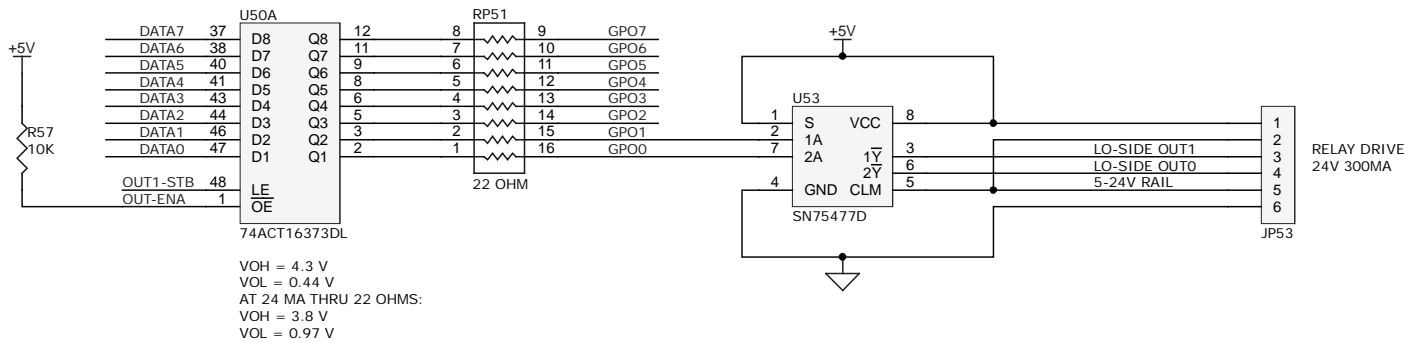 +5V
R57
10K
U50A
DATA7 37 D8 Q8 12
DATA6 38 D7 Q7 11
DATA5 40 D6 Q6 9
DATA4 41 D5 Q5 8
DATA3 43 D4 Q4 6
DATA2 44 D3 Q3 5
DATA1 46 D2 Q2 3
DATA0 47 D1 Q1 2
OUT1-STB 48 LE
OUT-ENA 1 OE
74ACT16373DL
VOH = 4.3 V
VOL = 0.44 V
AT 24 MA THRU 22 OHMS:
VOH = 3.8 V
VOL = 0.97 V
RP51
8 9 GPO7
7 10 GPO6
6 11 GPO5
5 12 GPO4
4 13 GPO3
3 14 GPO2
2 15 GPO1
1 16 GPO0
22 OHM
+5V
U53
1 S VCC 8
2 1A
7 2A 1Y 3
2Y 6
4 GND CLM 5
SN75477D
LO-SIDE OUT1
LO-SIDE OUT0
5-24V RAIL
1
2
3
4
5
6
JP53
RELAY DRIVE
24V 300MA